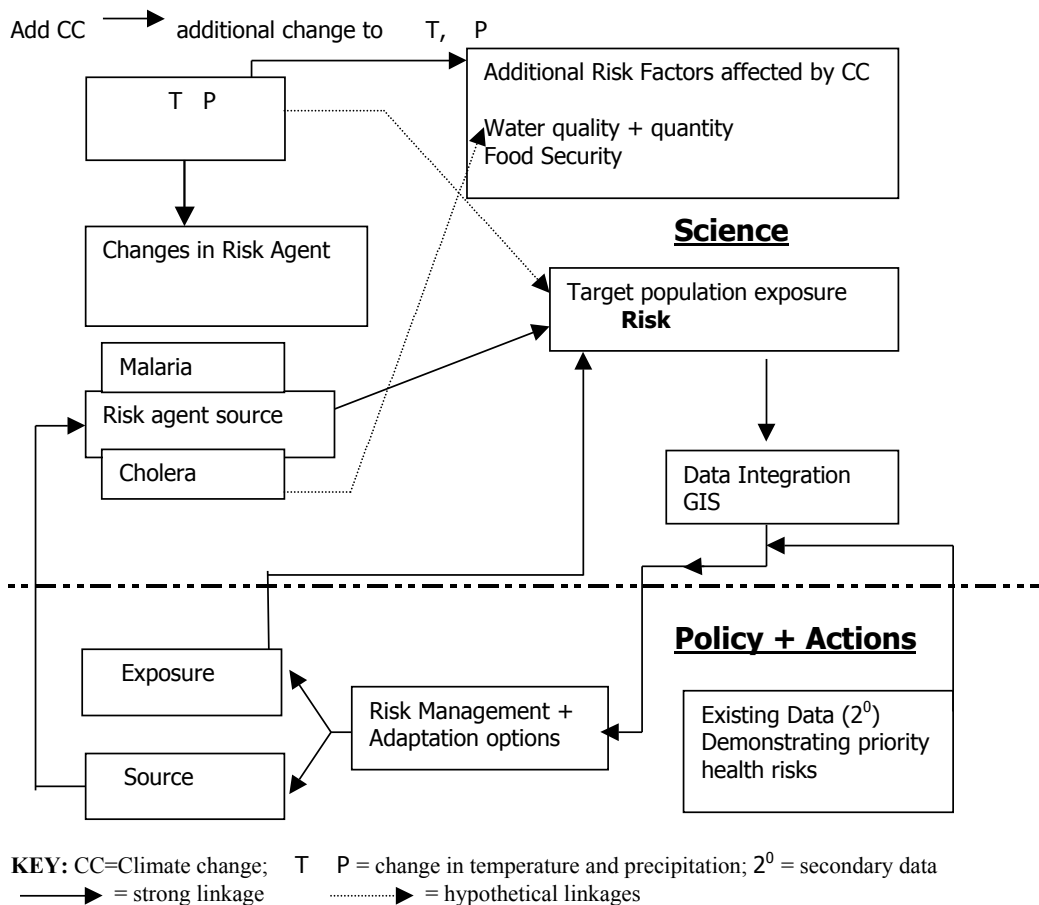 Add CC additional change to T, P
T P
Additional Risk Factors affected by CC
Water quality + quantity
Food Security
Changes in Risk Agent
Science
Target population exposure
Risk
Malaria
Risk agent source
Cholera
Data Integration
GIS
Policy + Actions
Exposure
Source
Risk Management +
Adaptation options
Existing Data (2⁰)
Demonstrating priority
health risks
KEY: CC=Climate change; T P = change in temperature and precipitation; 2⁰ = secondary data
= strong linkage = hypothetical linkages